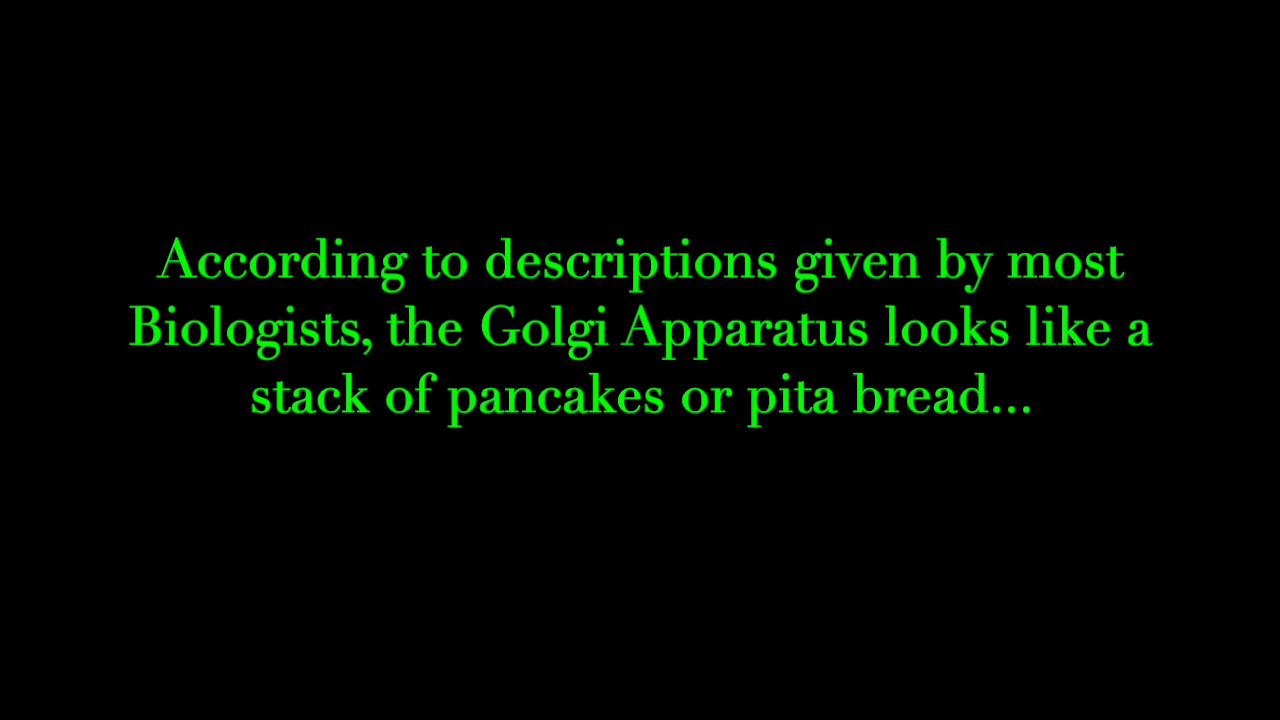 According to descriptions given by most
Biologists, the Golgi Apparatus looks like a
stack of pancakes or pita bread...